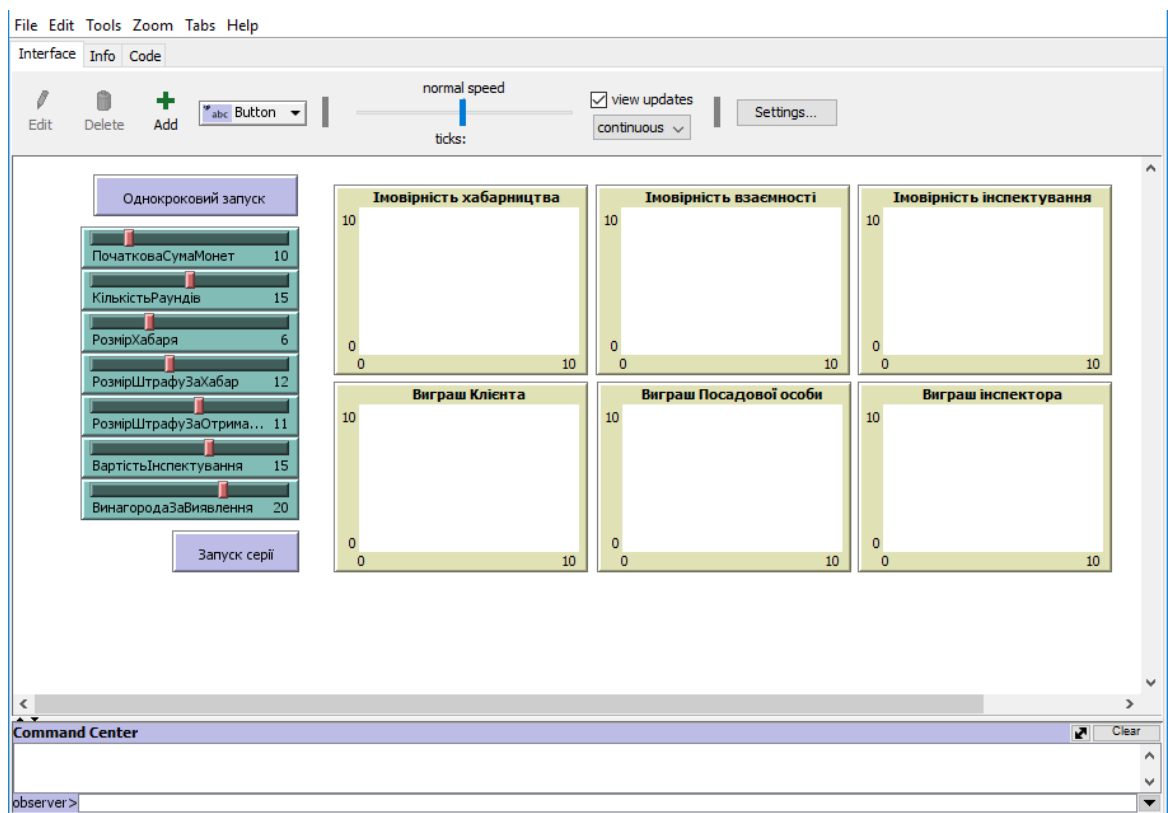 File Edit Tools Zoom Tabs Help
Interface Info Code
normal speed
view updates
Edit Delete Add abc Button
continuous
Settings...
ticks:
Однокроковий запуск
ПочатковаСумаМонет 10
КількістьРаундів 15
РозмірХабаря 6
РозмірШтрафуЗаХабар 12
РозмірШтрафуЗаОтрима... 11
ВартістьІнспектування 15
ВинагородаЗаВиявлення 20
Запуск серії
Імовірність хабарництва
10
0
0 10
Імовірність взаємності
10
0
0 10
Імовірність інспектування
10
0
0 10
Виграш Клієнта
10
0
0 10
Виграш Посадової особи
10
0
0 10
Виграш інспектора
10
0
0 10
Command Center
Clear
observer>